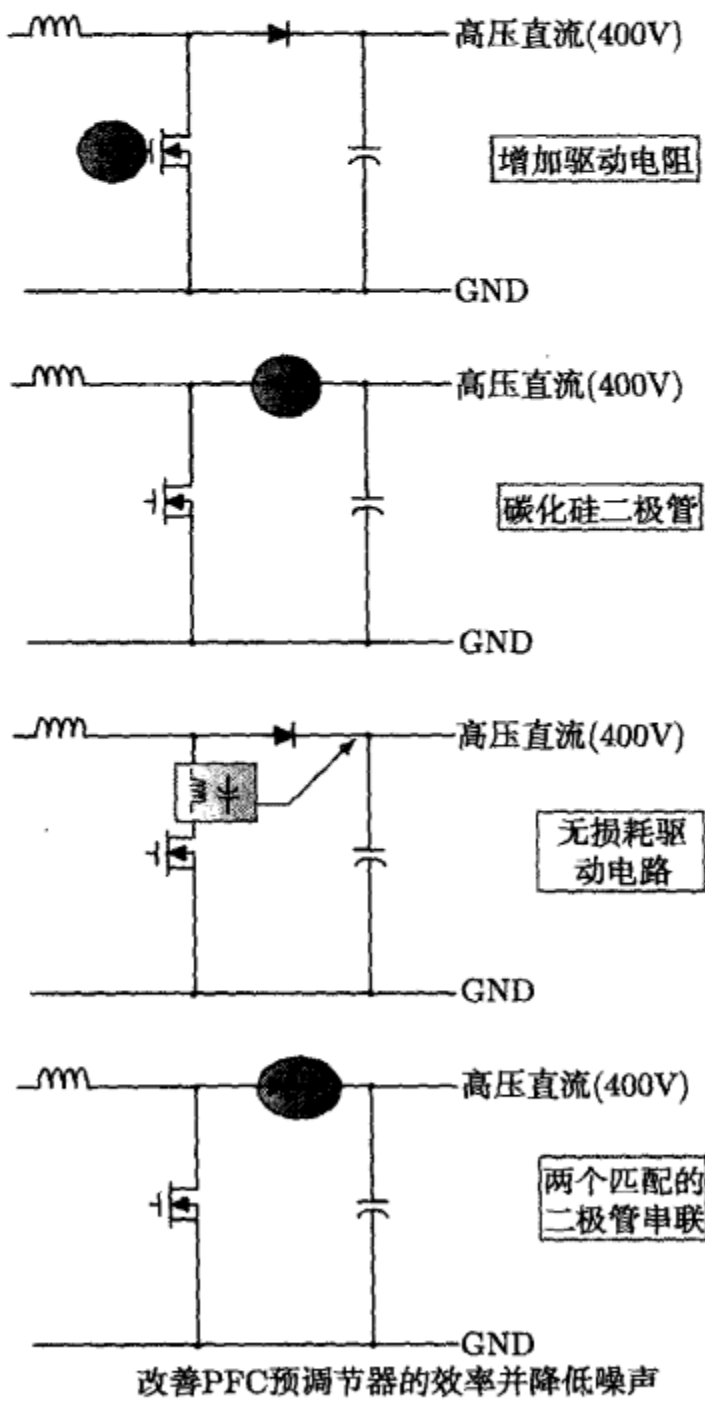 高压直流(400V)
增加驱动电阻
GND
高压直流(400V)
碳化硅二极管
GND
高压直流(400V)
无损耗驱
动电路
GND
高压直流(400V)
两个匹配的
二极管串联
GND
改善PFC预调节器的效率并降低噪声